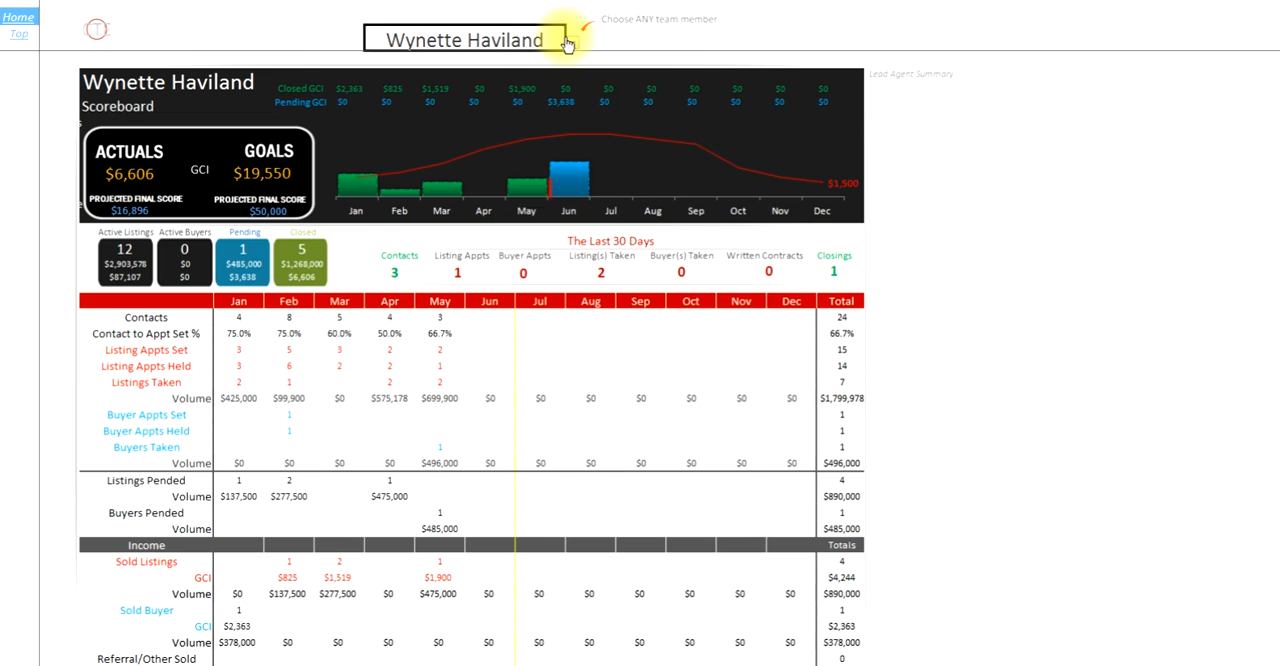 Home
Top
Wynette Haviland
Choose ANY team member
Lead Agent Summary
Wynette Haviland
Scoreboard
Closed GCI $2,363 $825 $1,519 $0 $1,900 $0 $0 $0 $0 $0 $0 $0
Pending GCI $0 $0 $0 $0 $0 $3,638 $0 $0 $0 $0 $0 $0
ACTUALS GCI GOALS
$6,606 $19,550
PROJECTED FINAL SCORE PROJECTED FINAL SCORE
$16,896 $50,000
$1,500
Jan Feb Mar Apr May Jun Jul Aug Sep Oct Nov Dec
Active Listings Active Buyers Pending Closed
12 0 1 5
$2,903,578 $0 $485,000 $1,268,000
$87,107 $0 $3,638 $6,606
The Last 30 Days
Contacts Listing Appts Buyer Appts Listing(s) Taken Buyer(s) Taken Written Contracts Closings
3 1 0 2 0 0 1
Jan Feb Mar Apr May Jun Jul Aug Sep Oct Nov Dec Total
Contacts 4 8 5 4 3 24
Contact to Appt Set % 75.0% 75.0% 60.0% 50.0% 66.7% 66.7%
Listing Appts Set 3 5 3 2 2 15
Listing Appts Held 3 6 2 2 1 14
Listings Taken 2 1 2 2 7
Volume $425,000 $99,900 $0 $575,178 $699,900 $0 $0 $0 $0 $0 $0 $0 $1,799,978
Buyer Appts Set 1 1
Buyer Appts Held 1 1
Buyers Taken 1 1
Volume $0 $0 $0 $0 $496,000 $0 $0 $0 $0 $0 $0 $0 $496,000
Listings Pended 1 2 1 4
Volume $137,500 $277,500 $475,000 $890,000
Buyers Pended 1 1
Volume $485,000 $485,000
Income Totals
Sold Listings 1 2 1 4
GCI $825 $1,519 $1,900 $4,244
Volume $0 $137,500 $277,500 $0 $475,000 $0 $0 $0 $0 $0 $0 $0 $890,000
Sold Buyer 1 1
GCI $2,363 $2,363
Volume $378,000 $0 $0 $0 $0 $0 $0 $0 $0 $0 $0 $0 $378,000
Referral/Other Sold 0